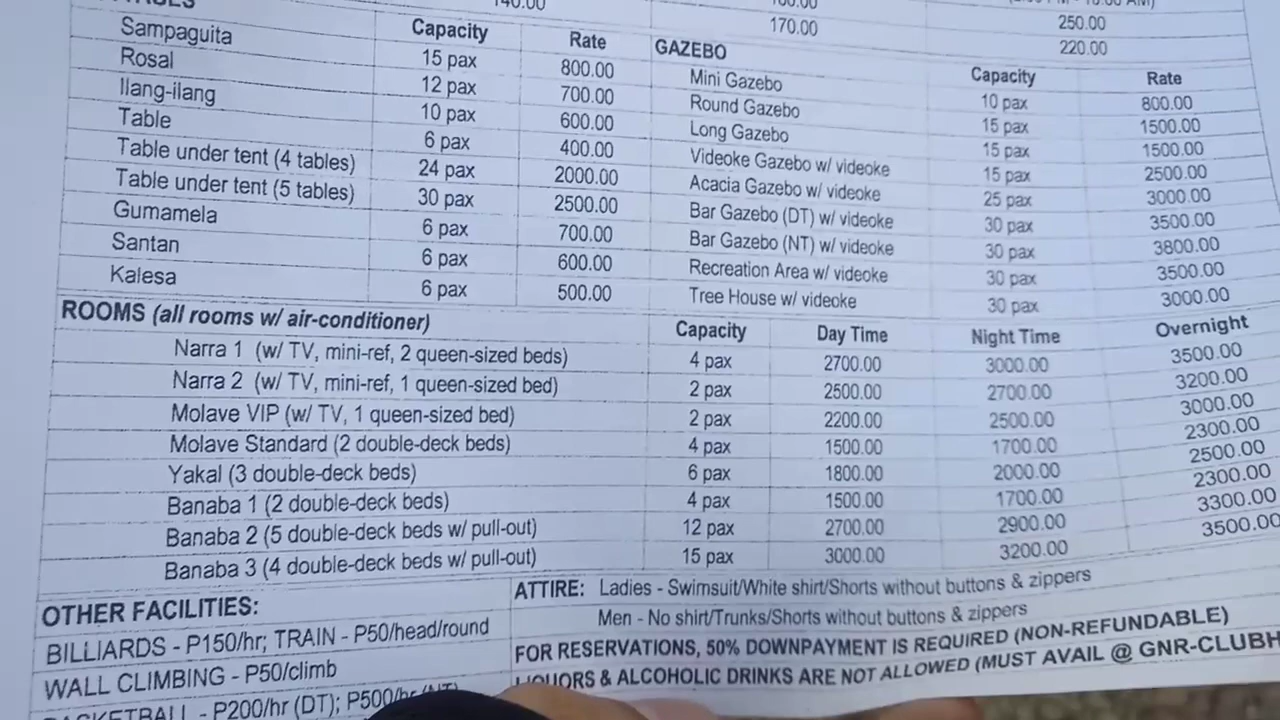 140.00
170.00 250.00
220.00
Capacity Rate
Sampaguita 15 pax 800.00
Rosal 12 pax 700.00
Ilang-ilang 10 pax 600.00
Table 6 pax 400.00
Table under tent (4 tables) 24 pax 2000.00
Table under tent (5 tables) 30 pax 2500.00
Gumamela 6 pax 700.00
Santan 6 pax 600.00
Kalesa 6 pax 500.00
GAZEBO Capacity Rate
Mini Gazebo 10 pax 800.00
Round Gazebo 15 pax 1500.00
Long Gazebo 15 pax 1500.00
Videoke Gazebo w/ videoke 15 pax 2500.00
Acacia Gazebo w/ videoke 25 pax 3000.00
Bar Gazebo (DT) w/ videoke 30 pax 3500.00
Bar Gazebo (NT) w/ videoke 30 pax 3800.00
Recreation Area w/ videoke 30 pax 3500.00
Tree House w/ videoke 30 pax 3000.00
ROOMS (all rooms w/ air-conditioner) Capacity Day Time Night Time Overnight
Narra 1 (w/ TV, mini-ref, 2 queen-sized beds) 4 pax 2700.00 3000.00 3500.00
Narra 2 (w/ TV, mini-ref, 1 queen-sized bed) 2 pax 2500.00 2700.00 3200.00
Molave VIP (w/ TV, 1 queen-sized bed) 2 pax 2200.00 2500.00 3000.00
Molave Standard (2 double-deck beds) 4 pax 1500.00 1700.00 2300.00
Yakal (3 double-deck beds) 6 pax 1800.00 2000.00 2500.00
Banaba 1 (2 double-deck beds) 4 pax 1500.00 1700.00 2300.00
Banaba 2 (5 double-deck beds w/ pull-out) 12 pax 2700.00 2900.00 3300.00
Banaba 3 (4 double-deck beds w/ pull-out) 15 pax 3000.00 3200.00 3500.00
OTHER FACILITIES:
BILLIARDS - P150/hr; TRAIN - P50/head/round
WALL CLIMBING - P50/climb
BASKETBALL - P200/hr (DT); P500/hr (NT)
ATTIRE: Ladies - Swimsuit/White shirt/Shorts without buttons & zippers
Men - No shirt/Trunks/Shorts without buttons & zippers
FOR RESERVATIONS, 50% DOWNPAYMENT IS REQUIRED (NON-REFUNDABLE)
LIQUORS & ALCOHOLIC DRINKS ARE NOT ALLOWED (MUST AVAIL @ GNR-CLUBH